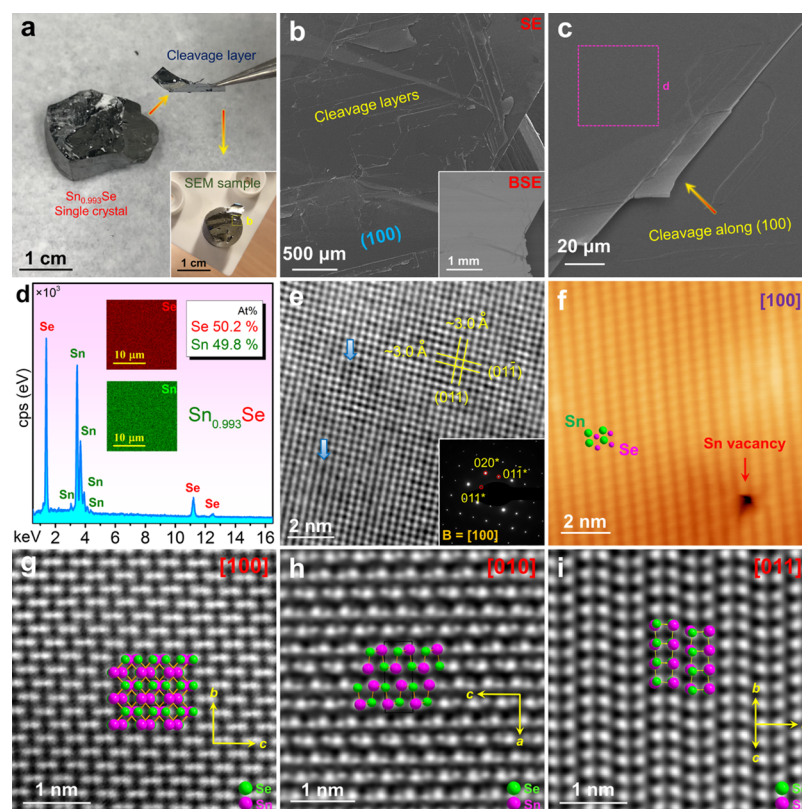 a
Cleavage layer
Sn0.993Se
Single crystal
SEM sample
b
1 cm
1 cm
b
SE
Cleavage layers
BSE
(100)
500 µm
1 mm
c
d
Cleavage along (100)
20 µm
d
×10³
Se
Sn
Se
At%
Se 50.2 %
Sn 49.8 %
10 µm
Sn
Sn
10 µm
Sn0.993Se
Sn
Sn
Sn
Se
Se
cps (eV)
keV 2 4 6 8 10 12 14 16
e
~3.0 Å
~3.0 Å
(011̄)
(011)
020*
011̄*
011*
B = [100]
2 nm
f
[100]
Sn
Se
Sn vacancy
2 nm
g
[100]
b
c
1 nm
Se
Sn
h
[010]
c
a
1 nm
Se
Sn
i
[011]
b
c
1 nm